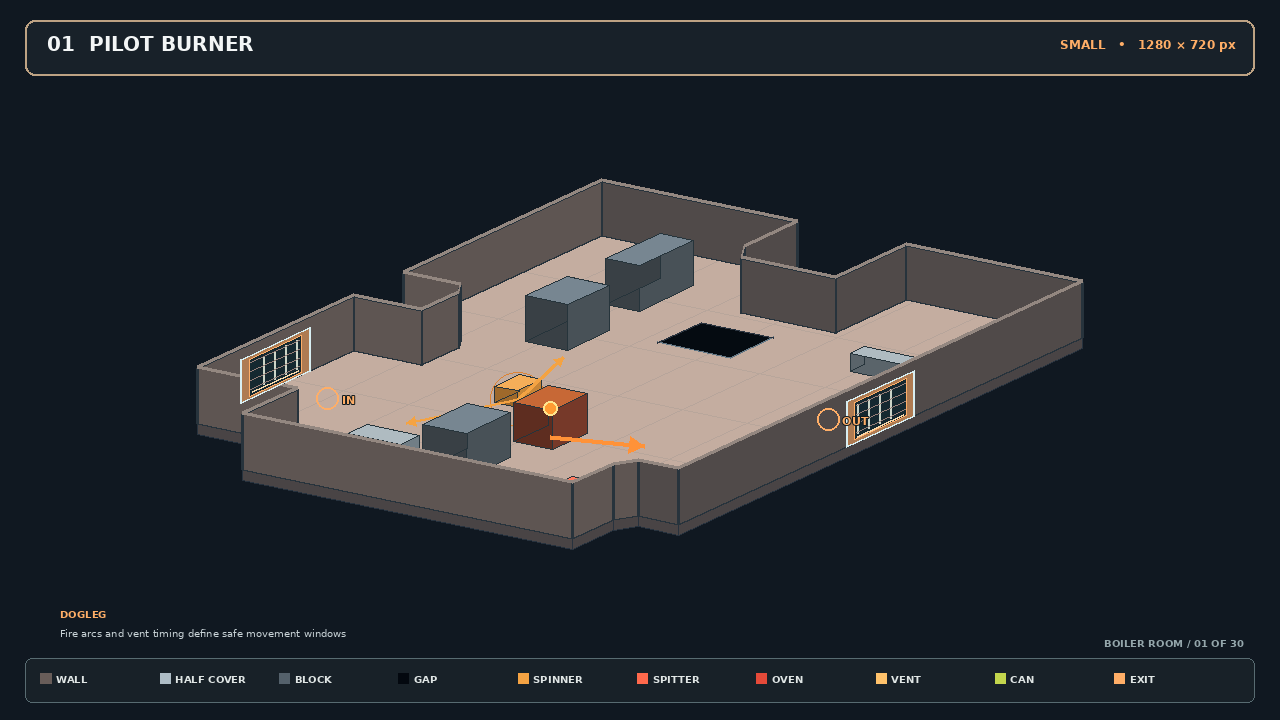 01 PILOT BURNER
SMALL • 1280 × 720 px
IN
OUT
DOGLEG
Fire arcs and vent timing define safe movement windows
BOILER ROOM / 01 OF 30
WALL
HALF COVER
BLOCK
GAP
SPINNER
SPITTER
OVEN
VENT
CAN
EXIT